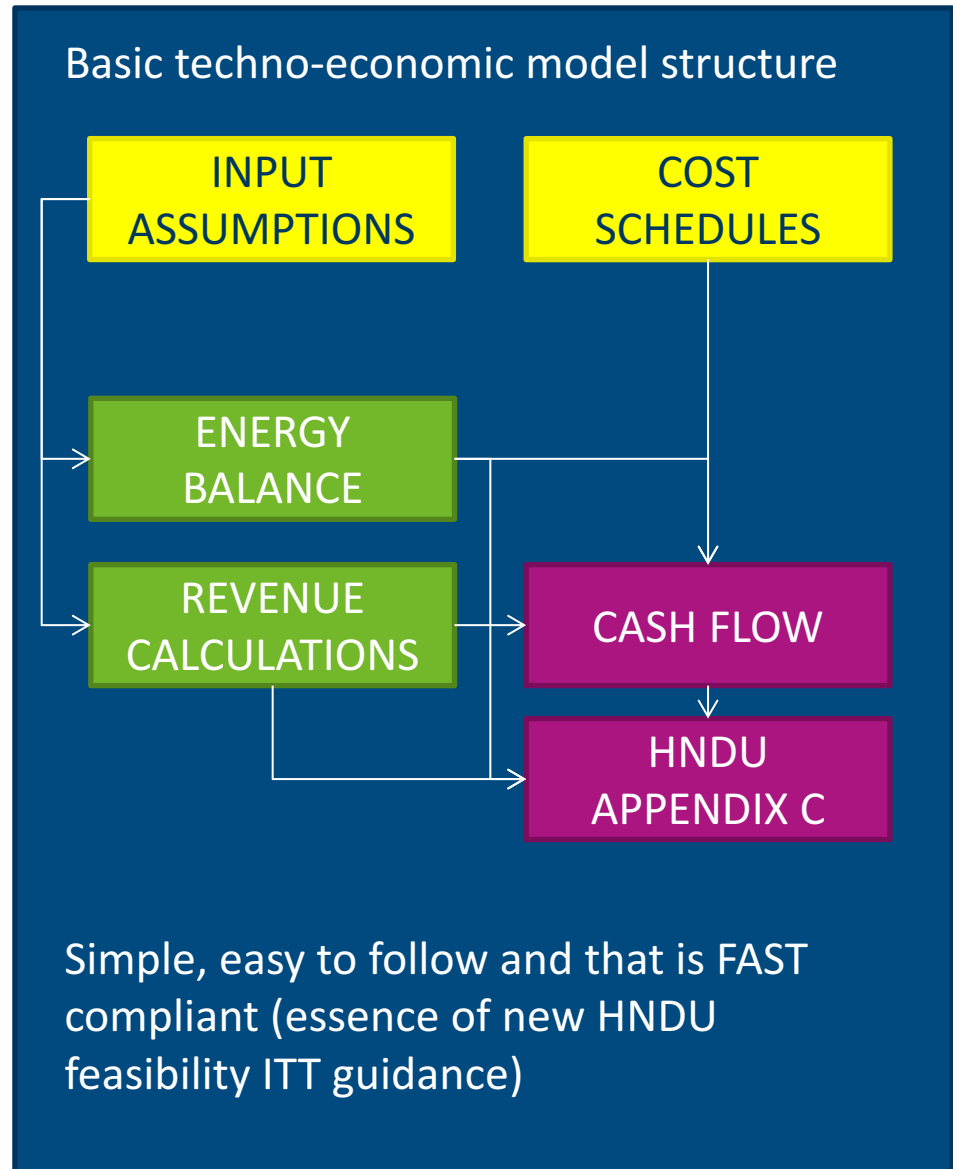 Basic techno-economic model structure
INPUT
ASSUMPTIONS
COST
SCHEDULES
ENERGY
BALANCE
REVENUE
CALCULATIONS
CASH FLOW
HNDU
APPENDIX C
Simple, easy to follow and that is FAST
compliant (essence of new HNDU
feasibility ITT guidance)